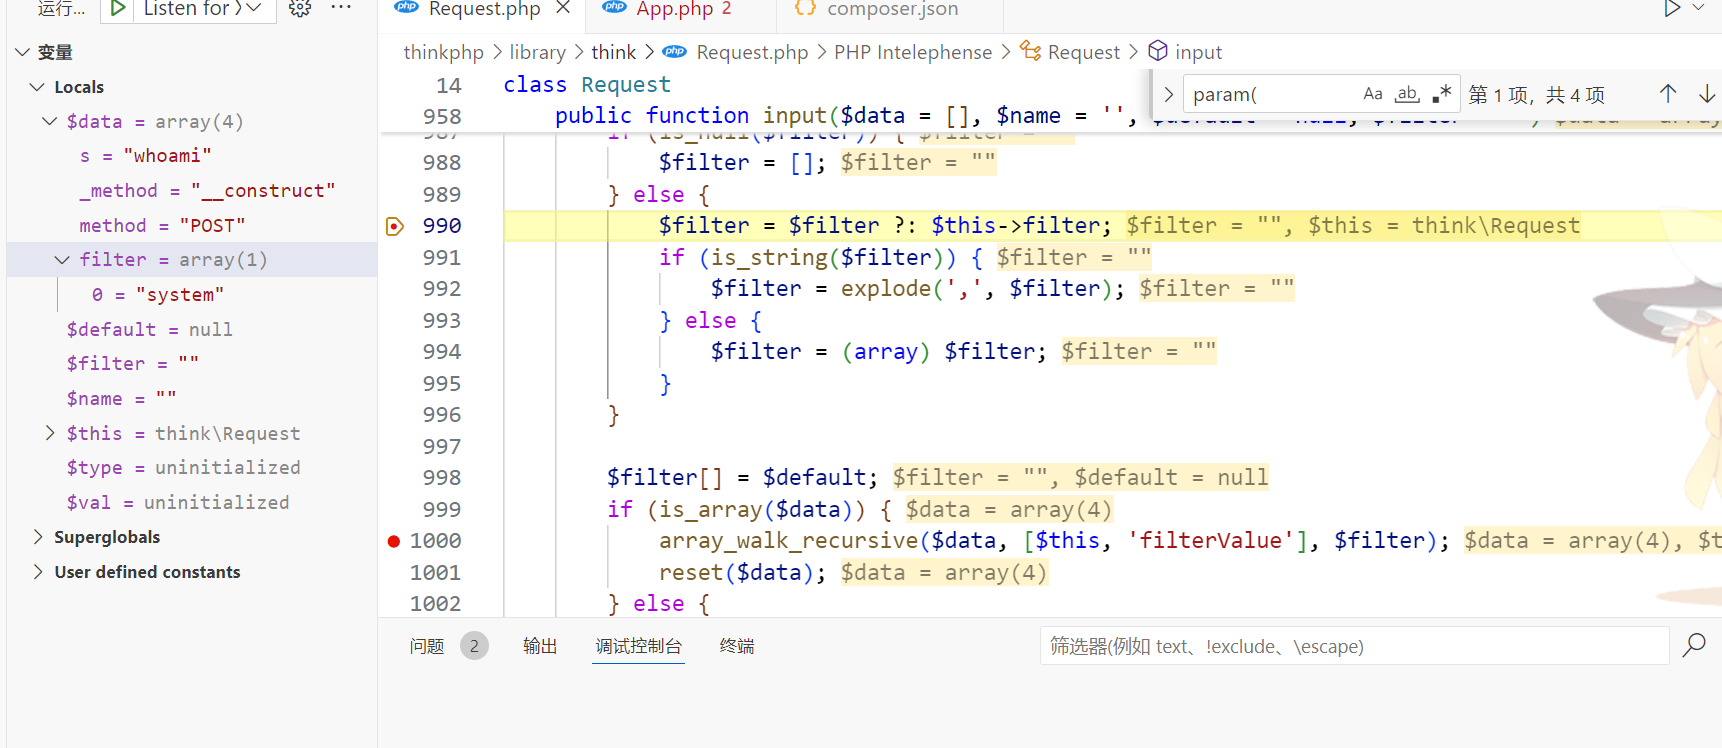 运行...
Listen for
变量
Locals
$data = array(4)
s = "whoami"
_method = "__construct"
method = "POST"
filter = array(1)
0 = "system"
$default = null
$filter = ""
$name = ""
$this = think\Request
$type = uninitialized
$val = uninitialized
Superglobals
User defined constants
php Request.php
php App.php 2
{} composer.json
thinkphp > library > think > php Request.php > PHP Intelephense > Request > input
param(
Aa ab .*
第 1 项，共 4 项
14 class Request
958 public function input($data = [], $name = '',
987 if (is_null($filter)) { $filter =
988 $filter = []; $filter = ""
989 } else {
990 $filter = $filter ?: $this->filter; $filter = "", $this = think\Request
991 if (is_string($filter)) { $filter = ""
992 $filter = explode(',', $filter); $filter = ""
993 } else {
994 $filter = (array) $filter; $filter = ""
995 }
996 }
997
998 $filter[] = $default; $filter = "", $default = null
999 if (is_array($data)) { $data = array(4)
1000 array_walk_recursive($data, [$this, 'filterValue'], $filter); $data = array(4), $t
1001 reset($data); $data = array(4)
1002 } else {
问题 2 输出 调试控制台 终端
筛选器(例如 text、!exclude、\escape)